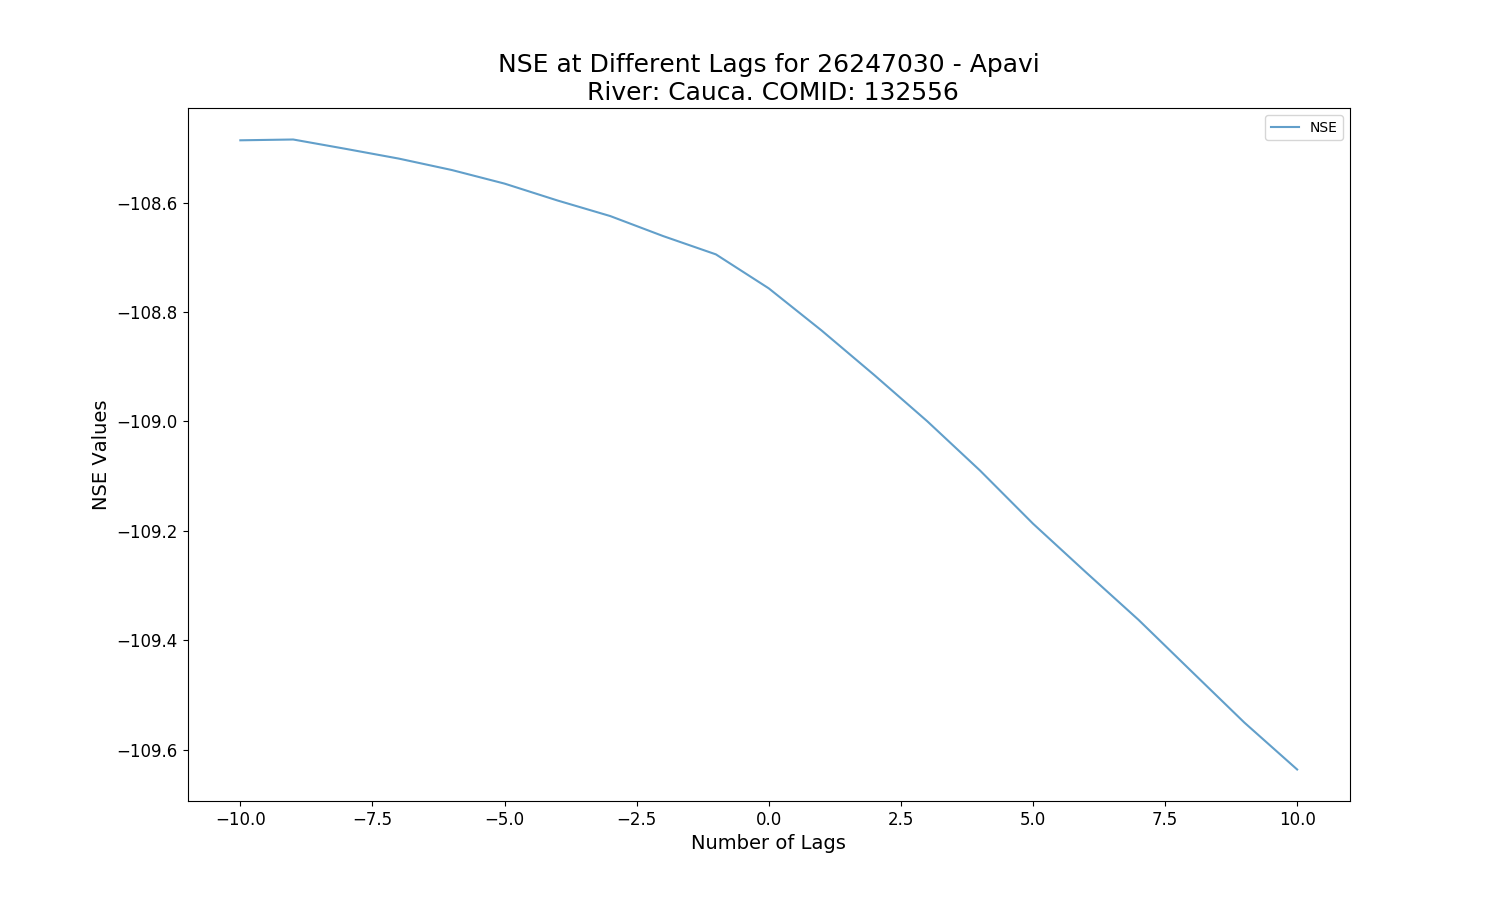 NSE at Different Lags for 26247030 - Apavi
River: Cauca. COMID: 132556
NSE
NSE Values
−108.6
−108.8
−109.0
−109.2
−109.4
−109.6
−10.0 −7.5 −5.0 −2.5 0.0 2.5 5.0 7.5 10.0
Number of Lags